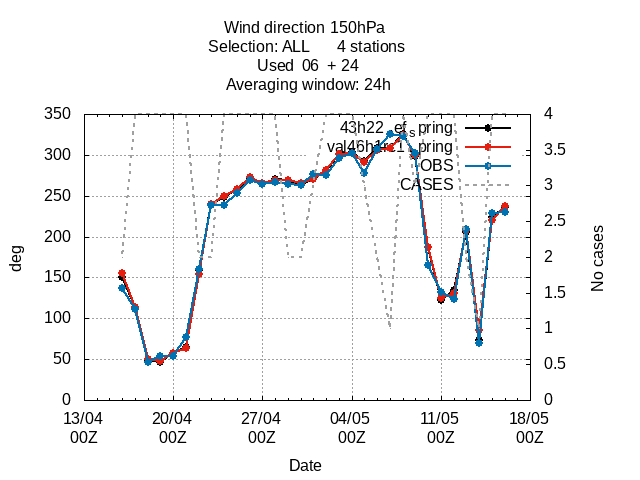 Wind direction 150hPa
Selection: ALL 4 stations
Used 06 + 24
Averaging window: 24h
43h22
OBS
CASES
350
300
250
200
150
100
50
0
deg
4
3.5
3
2.5
2
1.5
1
0.5
0
No cases
13/04 20/04 27/04 04/05 11/05 18/05
00Z 00Z 00Z 00Z 00Z 00Z
Date